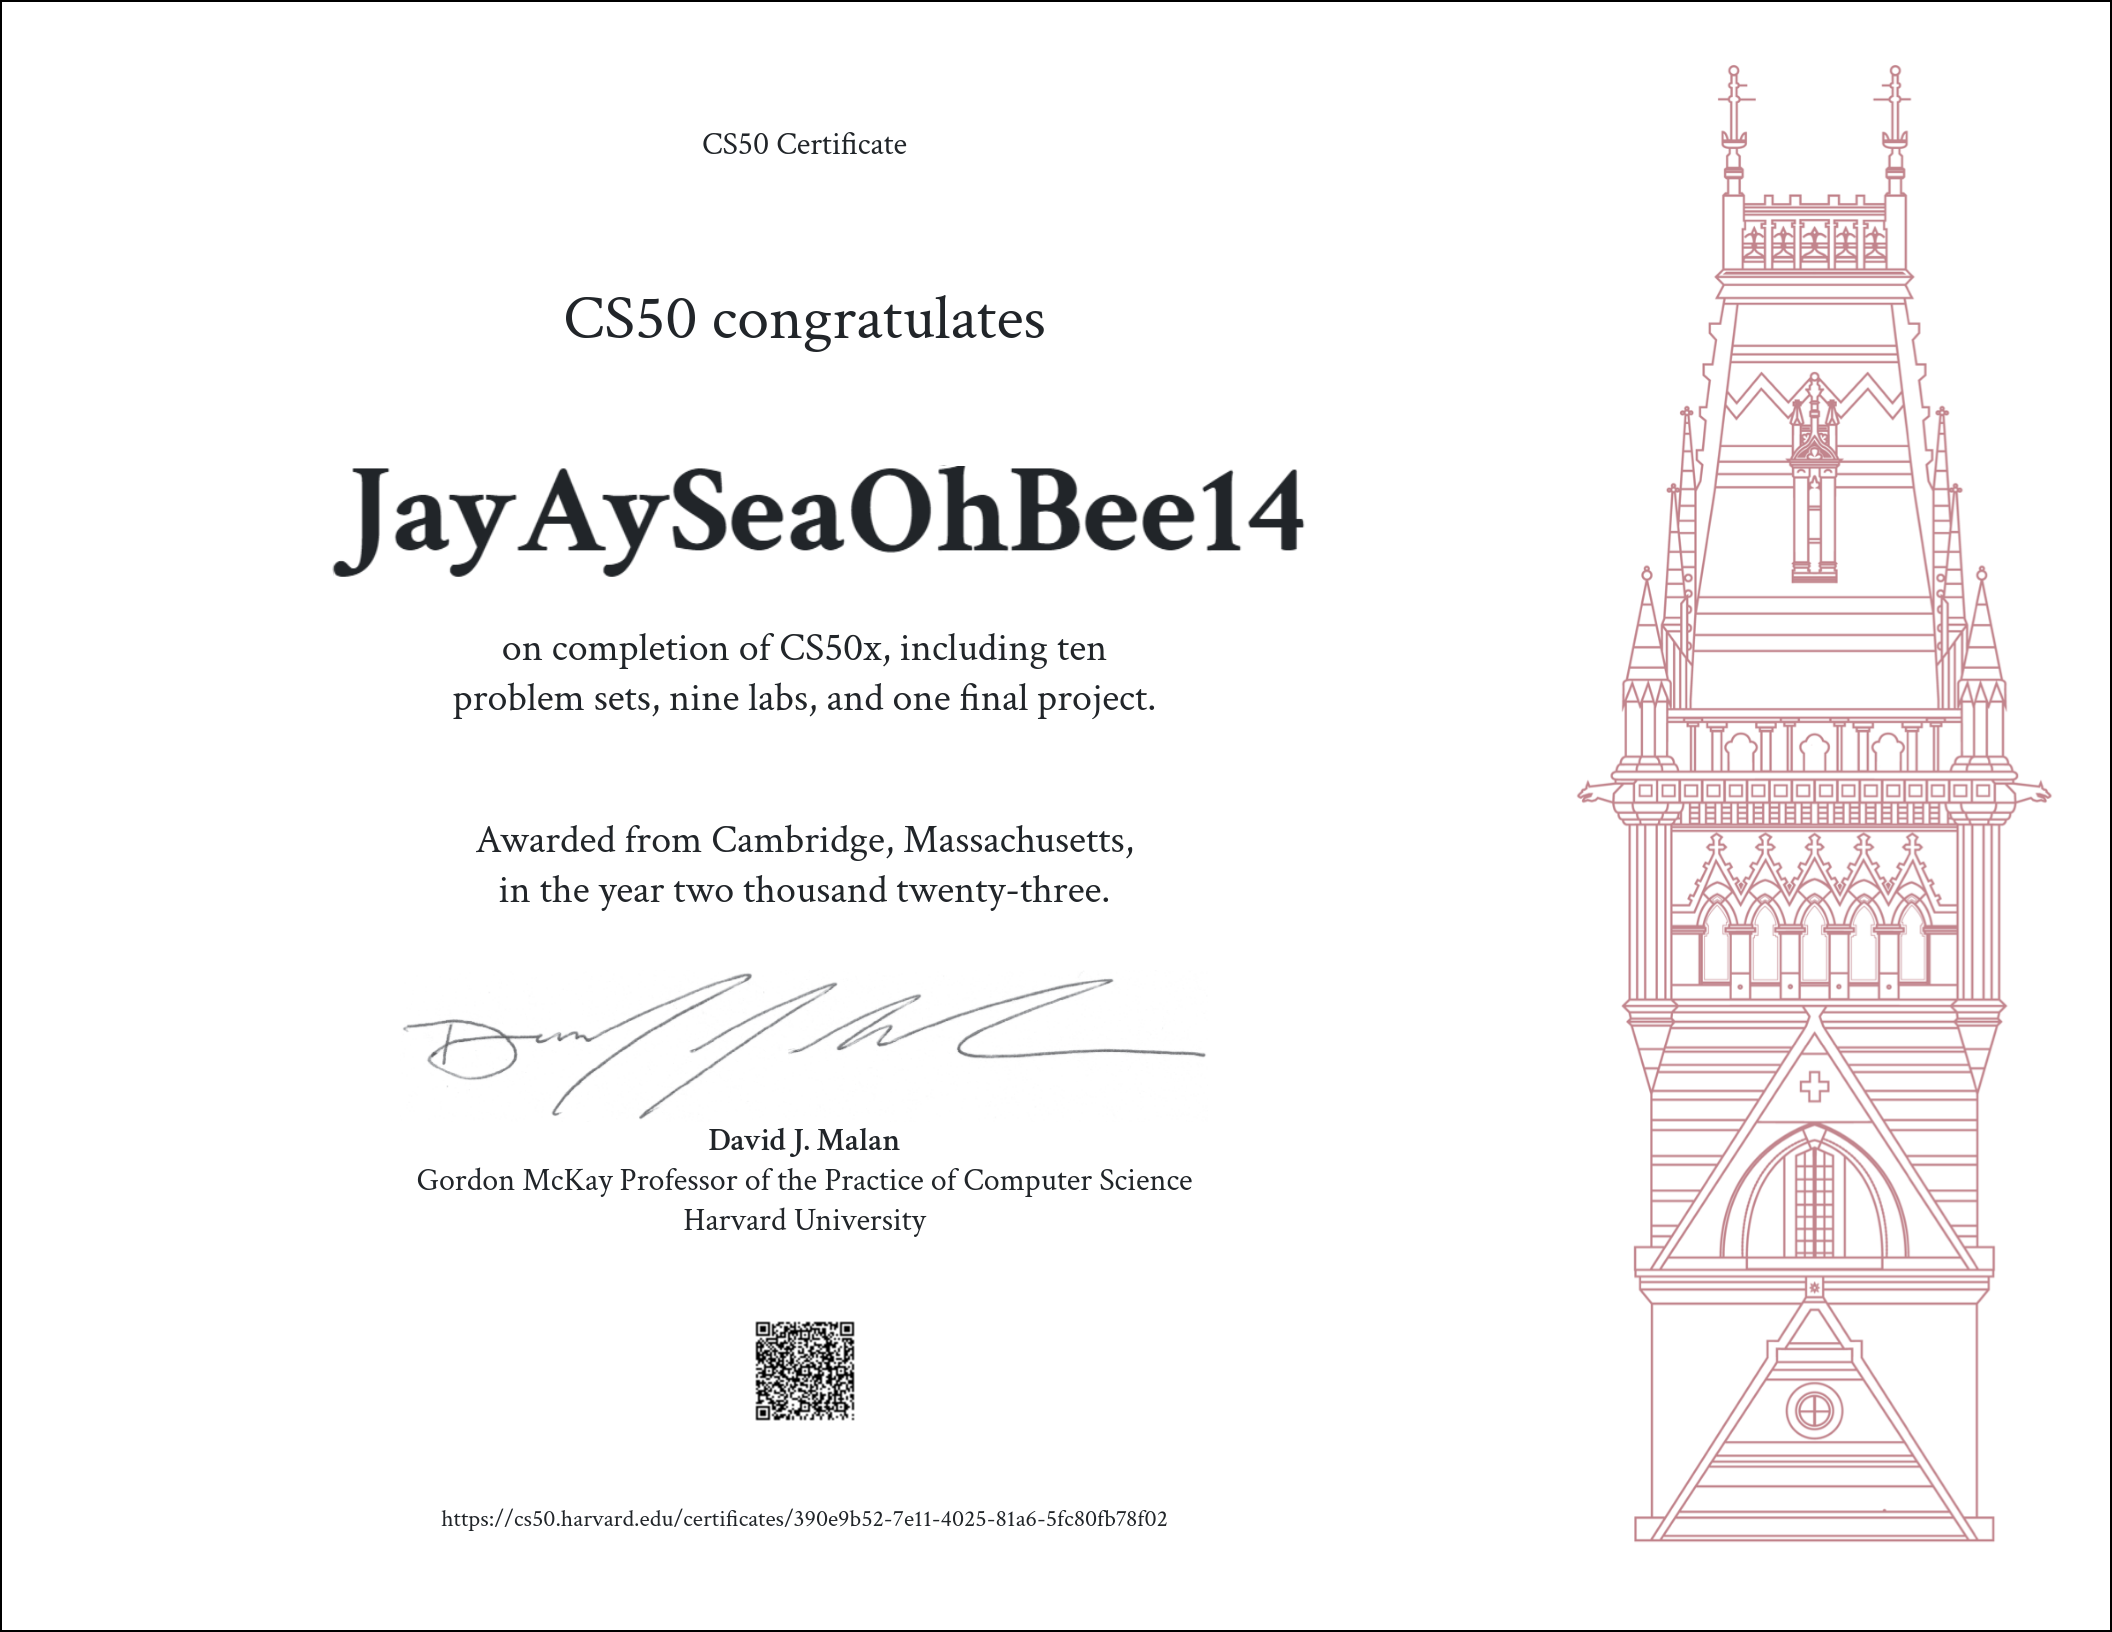 CS50 Certificate
CS50 congratulates
JayAySeaOhBee14
on completion of CS50x, including ten
problem sets, nine labs, and one final project.
Awarded from Cambridge, Massachusetts,
in the year two thousand twenty-three.
David J. Malan
Gordon McKay Professor of the Practice of Computer Science
Harvard University
https://cs50.harvard.edu/certificates/390e9b52-7e11-4025-81a6-5fc80fb78f02